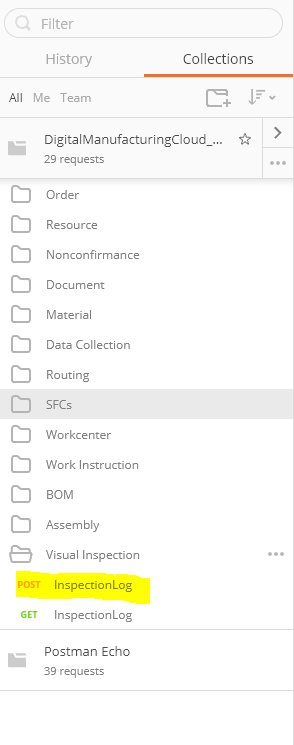 Filter
History Collections
All Me Team
DigitalManufacturingCloud_...
29 requests
Order
Resource
Nonconfirmance
Document
Material
Data Collection
Routing
SFCs
Workcenter
Work Instruction
BOM
Assembly
Visual Inspection
POST InspectionLog
GET InspectionLog
Postman Echo
39 requests